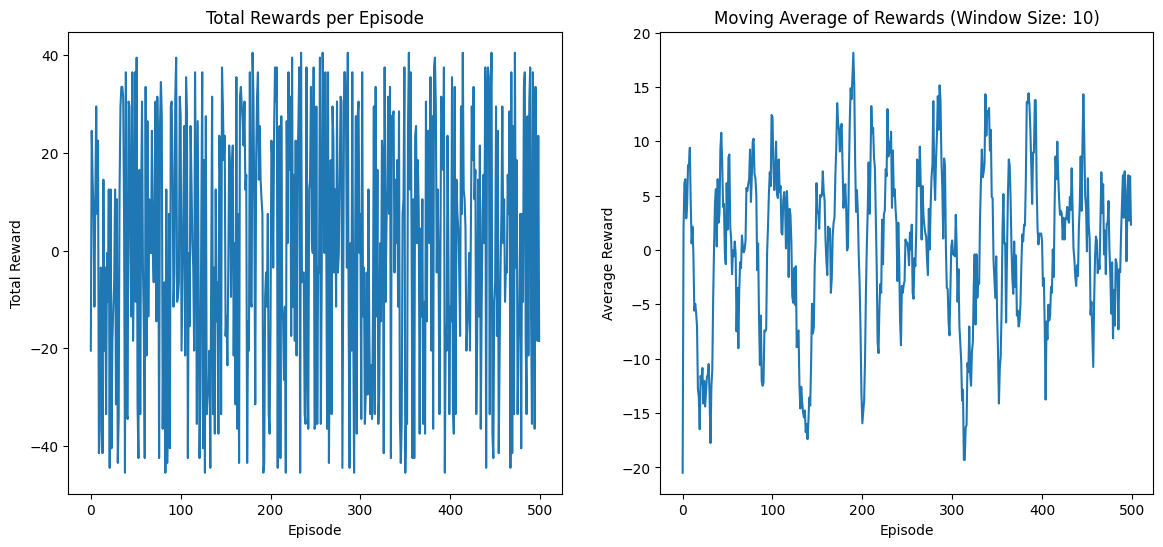 Total Rewards per Episode
Total Reward
40
20
0
−20
−40
0 100 200 300 400 500
Episode
Moving Average of Rewards (Window Size: 10)
Average Reward
20
15
10
5
0
−5
−10
−15
−20
0 100 200 300 400 500
Episode